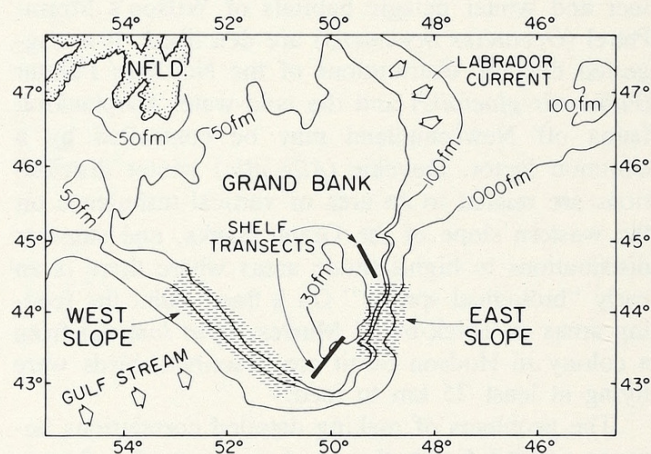 54° 52° 50° 48° 46°
NFLD.
LABRADOR
CURRENT
47°
47°
100fm
50fm
50fm
46°
46°
100fm
1000fm
GRAND BANK
50fm
SHELF
TRANSECTS
45°
45°
30fm
44°
44°
WEST
SLOPE
EAST
SLOPE
GULF STREAM
43°
43°
54° 52° 50° 48° 46°